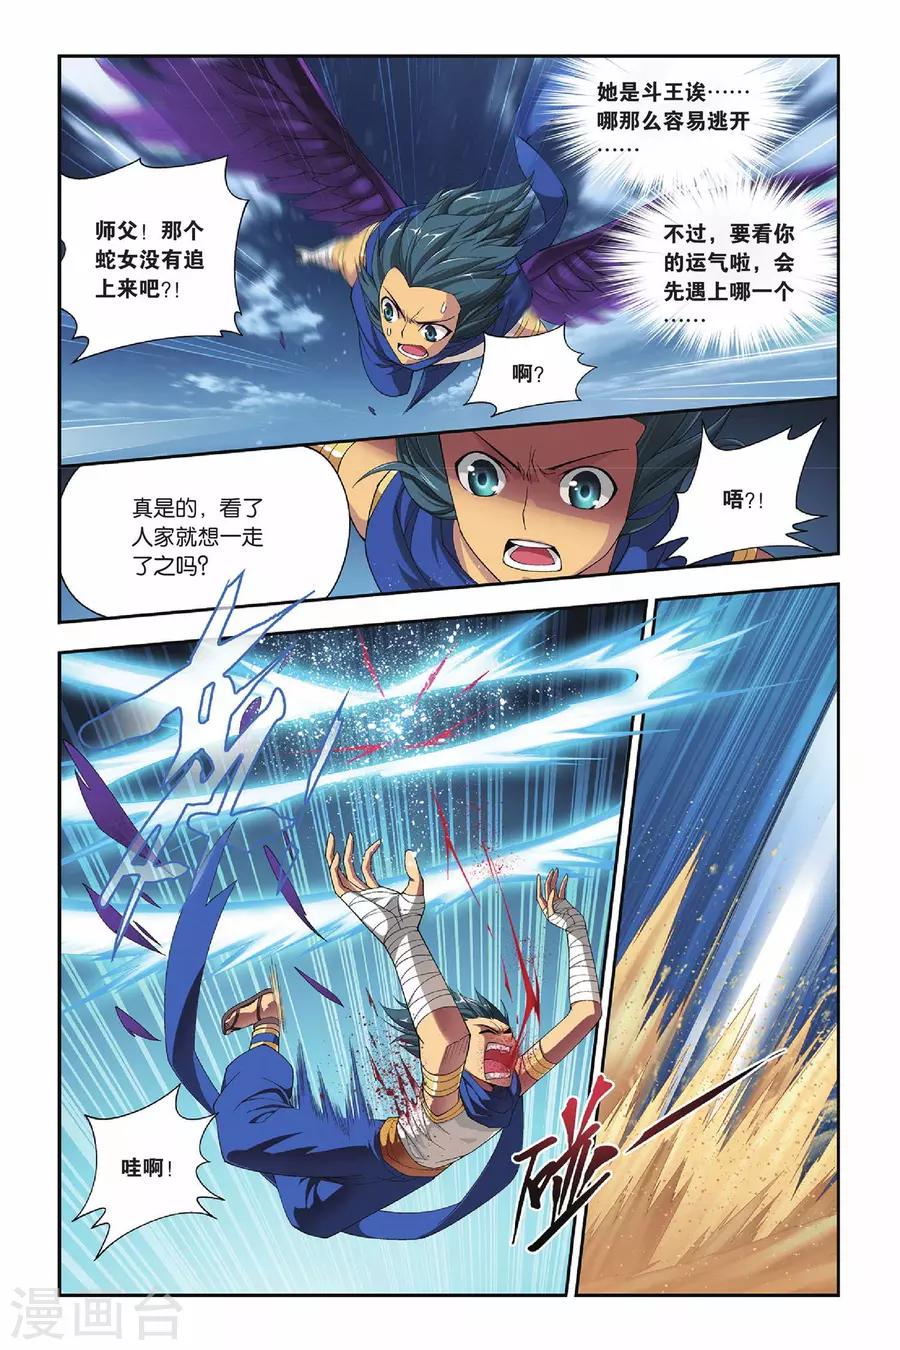 师父！那个
蛇女没有追
上来吧？！
她是斗王诶……
哪那么容易逃开
……
不过，要看你
的运气啦，会
先遇上哪一个
……
啊？
真是的，看了
人家就想一走
了之吗？
唔？！
哇啊！
碰
漫画台